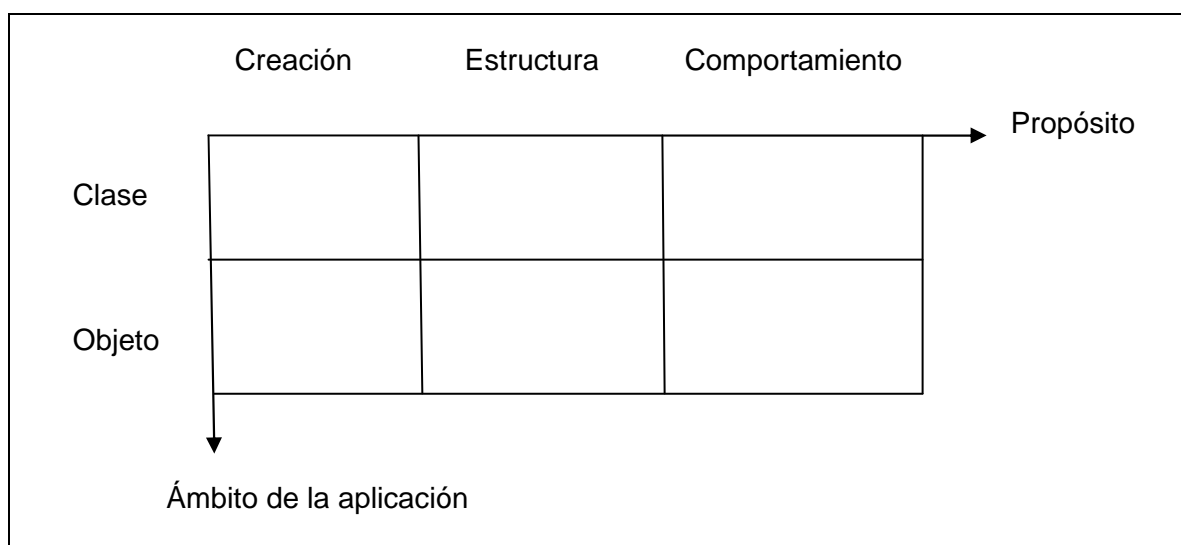 Creación Estructura Comportamiento
Propósito
Clase
Objeto
Ámbito de la aplicación